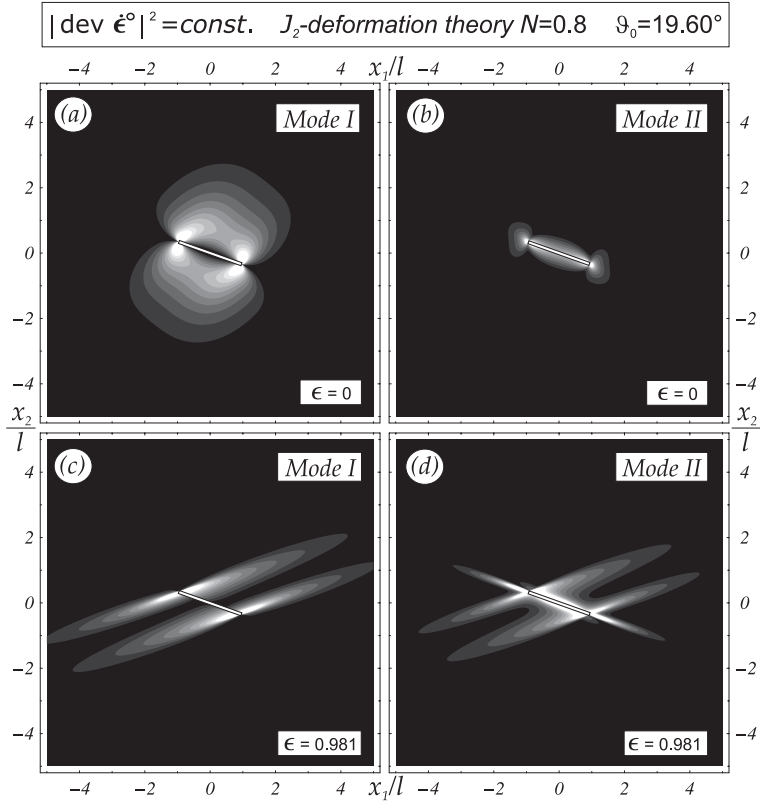 | dev ε̇° |² =const. J₂-deformation theory N=0.8 ϑ₀=19.60°
−4 −2 0 2 x₁/l 4 −4 −2 0 2 4
(a) Mode I (b) Mode II
4 4
2 2
0 0
−2 −2
−4 −4
ϵ = 0 ϵ = 0
x₂/l x₂/l
(c) Mode I (d) Mode II
4 4
2 2
0 0
−2 −2
−4 −4
ϵ = 0.981 ϵ = 0.981
−4 −2 0 2 4 x₁/l −4 −2 0 2 4